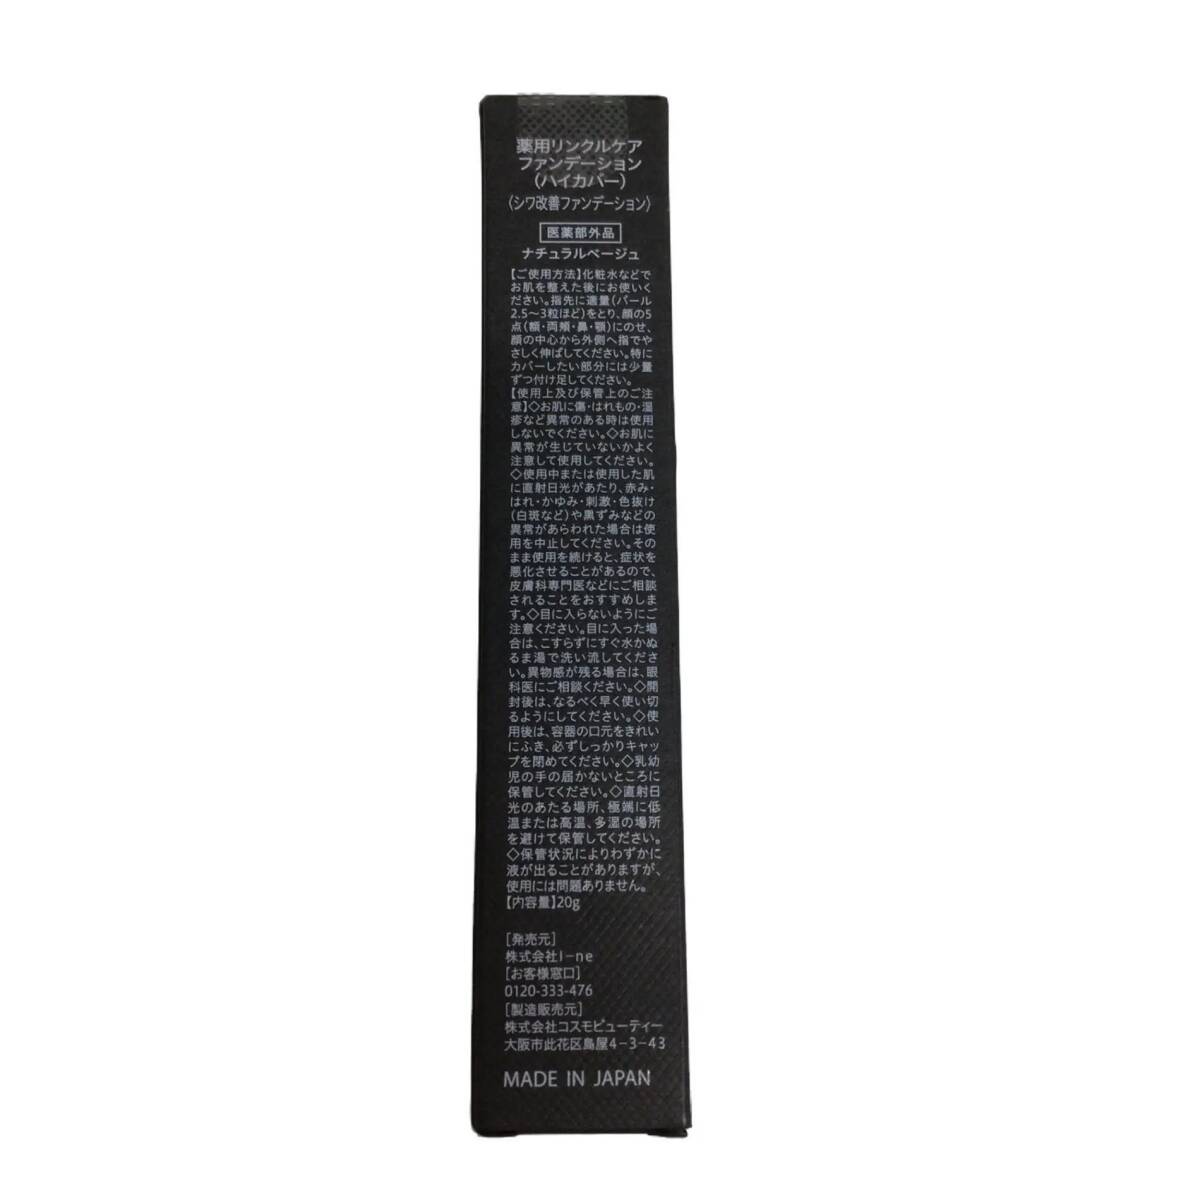 薬用リンクルケア
ファンデーション
(ハイカバー)
〈シワ改善ファンデーション〉
医薬部外品
ナチュラルベージュ
【ご使用方法】化粧水などで
お肌を整えた後にお使いく
ださい。指先に適量(パール
2.5〜3粒ほど)をとり、顔の5
点(額・両頬・鼻・顎)にのせ、
顔の中心から外側へ指でや
さしく伸ばしてください。特に
カバーしたい部分には少量
ずつ付け足してください。
【使用上及び保管上のご注
意】◇お肌に傷・はれもの・湿
疹など異常のある時は使用
しないでください。◇お肌に
異常が生じていないかよく
注意して使用してください。
◇使用中または使用した肌
に直射日光があたり、赤み・
はれ・かゆみ・刺激・色抜け
(白斑など)や黒ずみなどの
異常があらわれた場合は使
用を中止してください。その
まま使用を続けると、症状を
悪化させることがあるので、
皮膚科専門医などにご相談
されることをおすすめしま
す。◇目に入らないようにご
注意ください。目に入った場
合は、こすらずにすぐ水かぬ
るま湯で洗い流してくださ
い。異物感が残る場合は、眼
科医にご相談ください。◇開
封後は、なるべく早く使い切
るようにしてください。◇使
用後は、容器の口元をきれい
にふき、必ずしっかりキャッ
プを閉めてください。◇乳幼
児の手の届かないところに
保管してください。◇直射日
光のあたる場所、極端に低
温または高温、多湿の場所
を避けて保管してください。
◇保管状況によりわずかに
液が出ることがありますが、
使用には問題ありません。
【内容量】20g
[発売元]
株式会社I-ne
[お客様窓口]
0120-333-476
[製造販売元]
株式会社コスモビューティー
大阪市此花区島屋4-3-43
MADE IN JAPAN